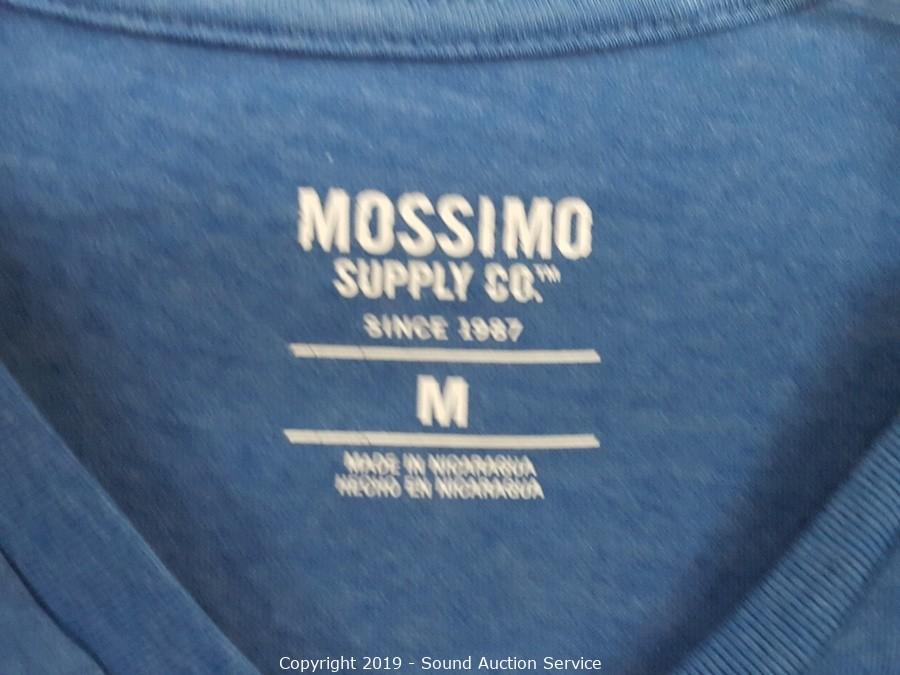 MOSSIMO
SUPPLY CO.™
SINCE 1987
M
MADE IN NICARAGUA
HECHO EN NICARAGUA
Copyright 2019 - Sound Auction Service